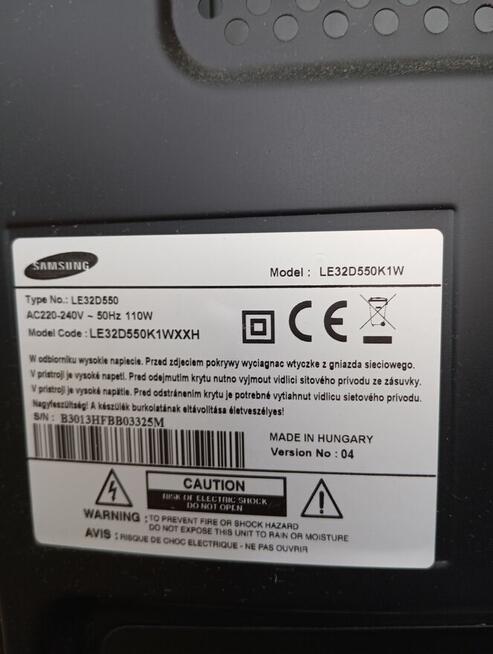 SAMSUNG
Model : LE32D550K1W
Type No.: LE32D550
AC220-240V ~ 50Hz 110W
Model Code : LE32D550K1WXXH
CE
W odbiorniku wysokie napiecie. Przed zdjeciem pokrywy wyciagnac wtyczke z gniazda sieciowego.
V prístroji je vysoké napetí. Pred odejmutím krytu nutno vyjmout vidlici sitového prívodu ze zásuvky.
V prístroji je vysoké napätie. Pred odstránením krytu je potrebné vytiahnut vidlicu sietového prívodu.
Nagyfeszültség! A készülék burkolatának eltávolítása életveszélyes!
S/N : B3013HFBB03325M
MADE IN HUNGARY
Version No : 04
CAUTION
RISK OF ELECTRIC SHOCK
DO NOT OPEN
WARNING : TO PREVENT FIRE OR SHOCK HAZARD
DO NOT EXPOSE THIS UNIT TO RAIN OR MOISTURE
AVIS : RISQUE DE CHOC ELECTRIQUE - NE PAS OUVRIR